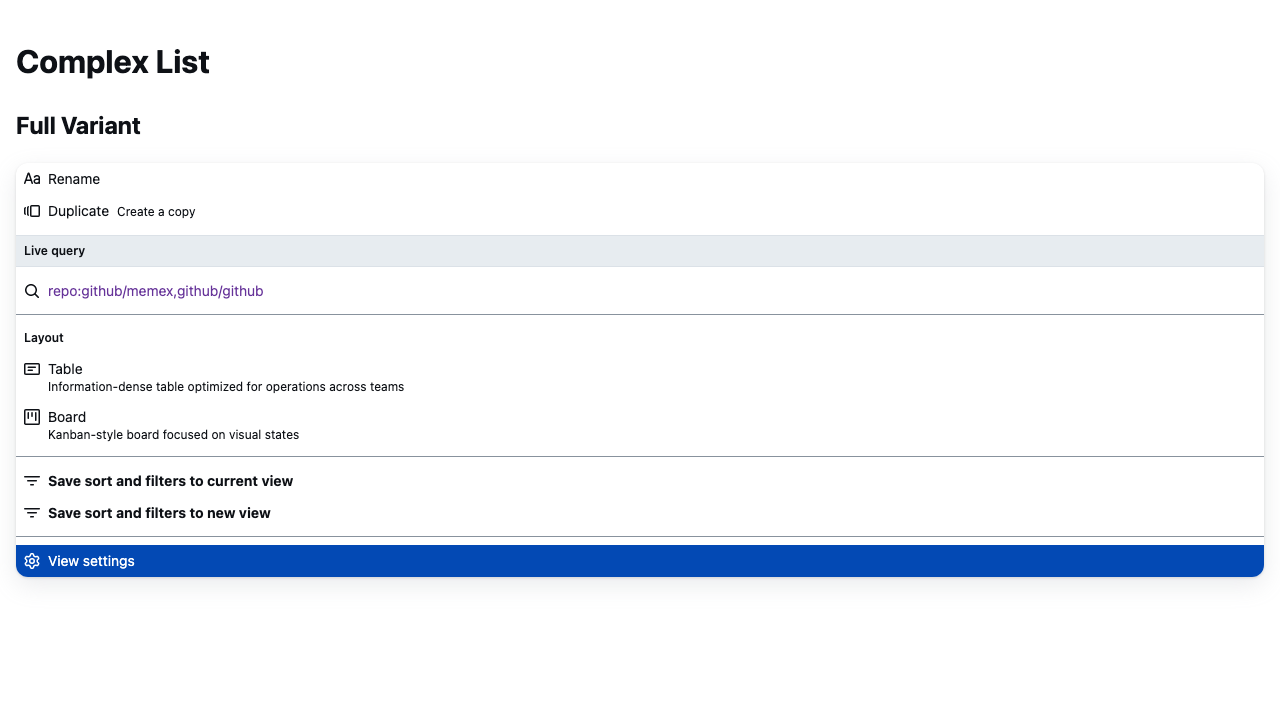 Complex List
Full Variant
Aa Rename
Duplicate Create a copy
Live query
repo:github/memex,github/github
Layout
Table
Information-dense table optimized for operations across teams
Board
Kanban-style board focused on visual states
Save sort and filters to current view
Save sort and filters to new view
View settings